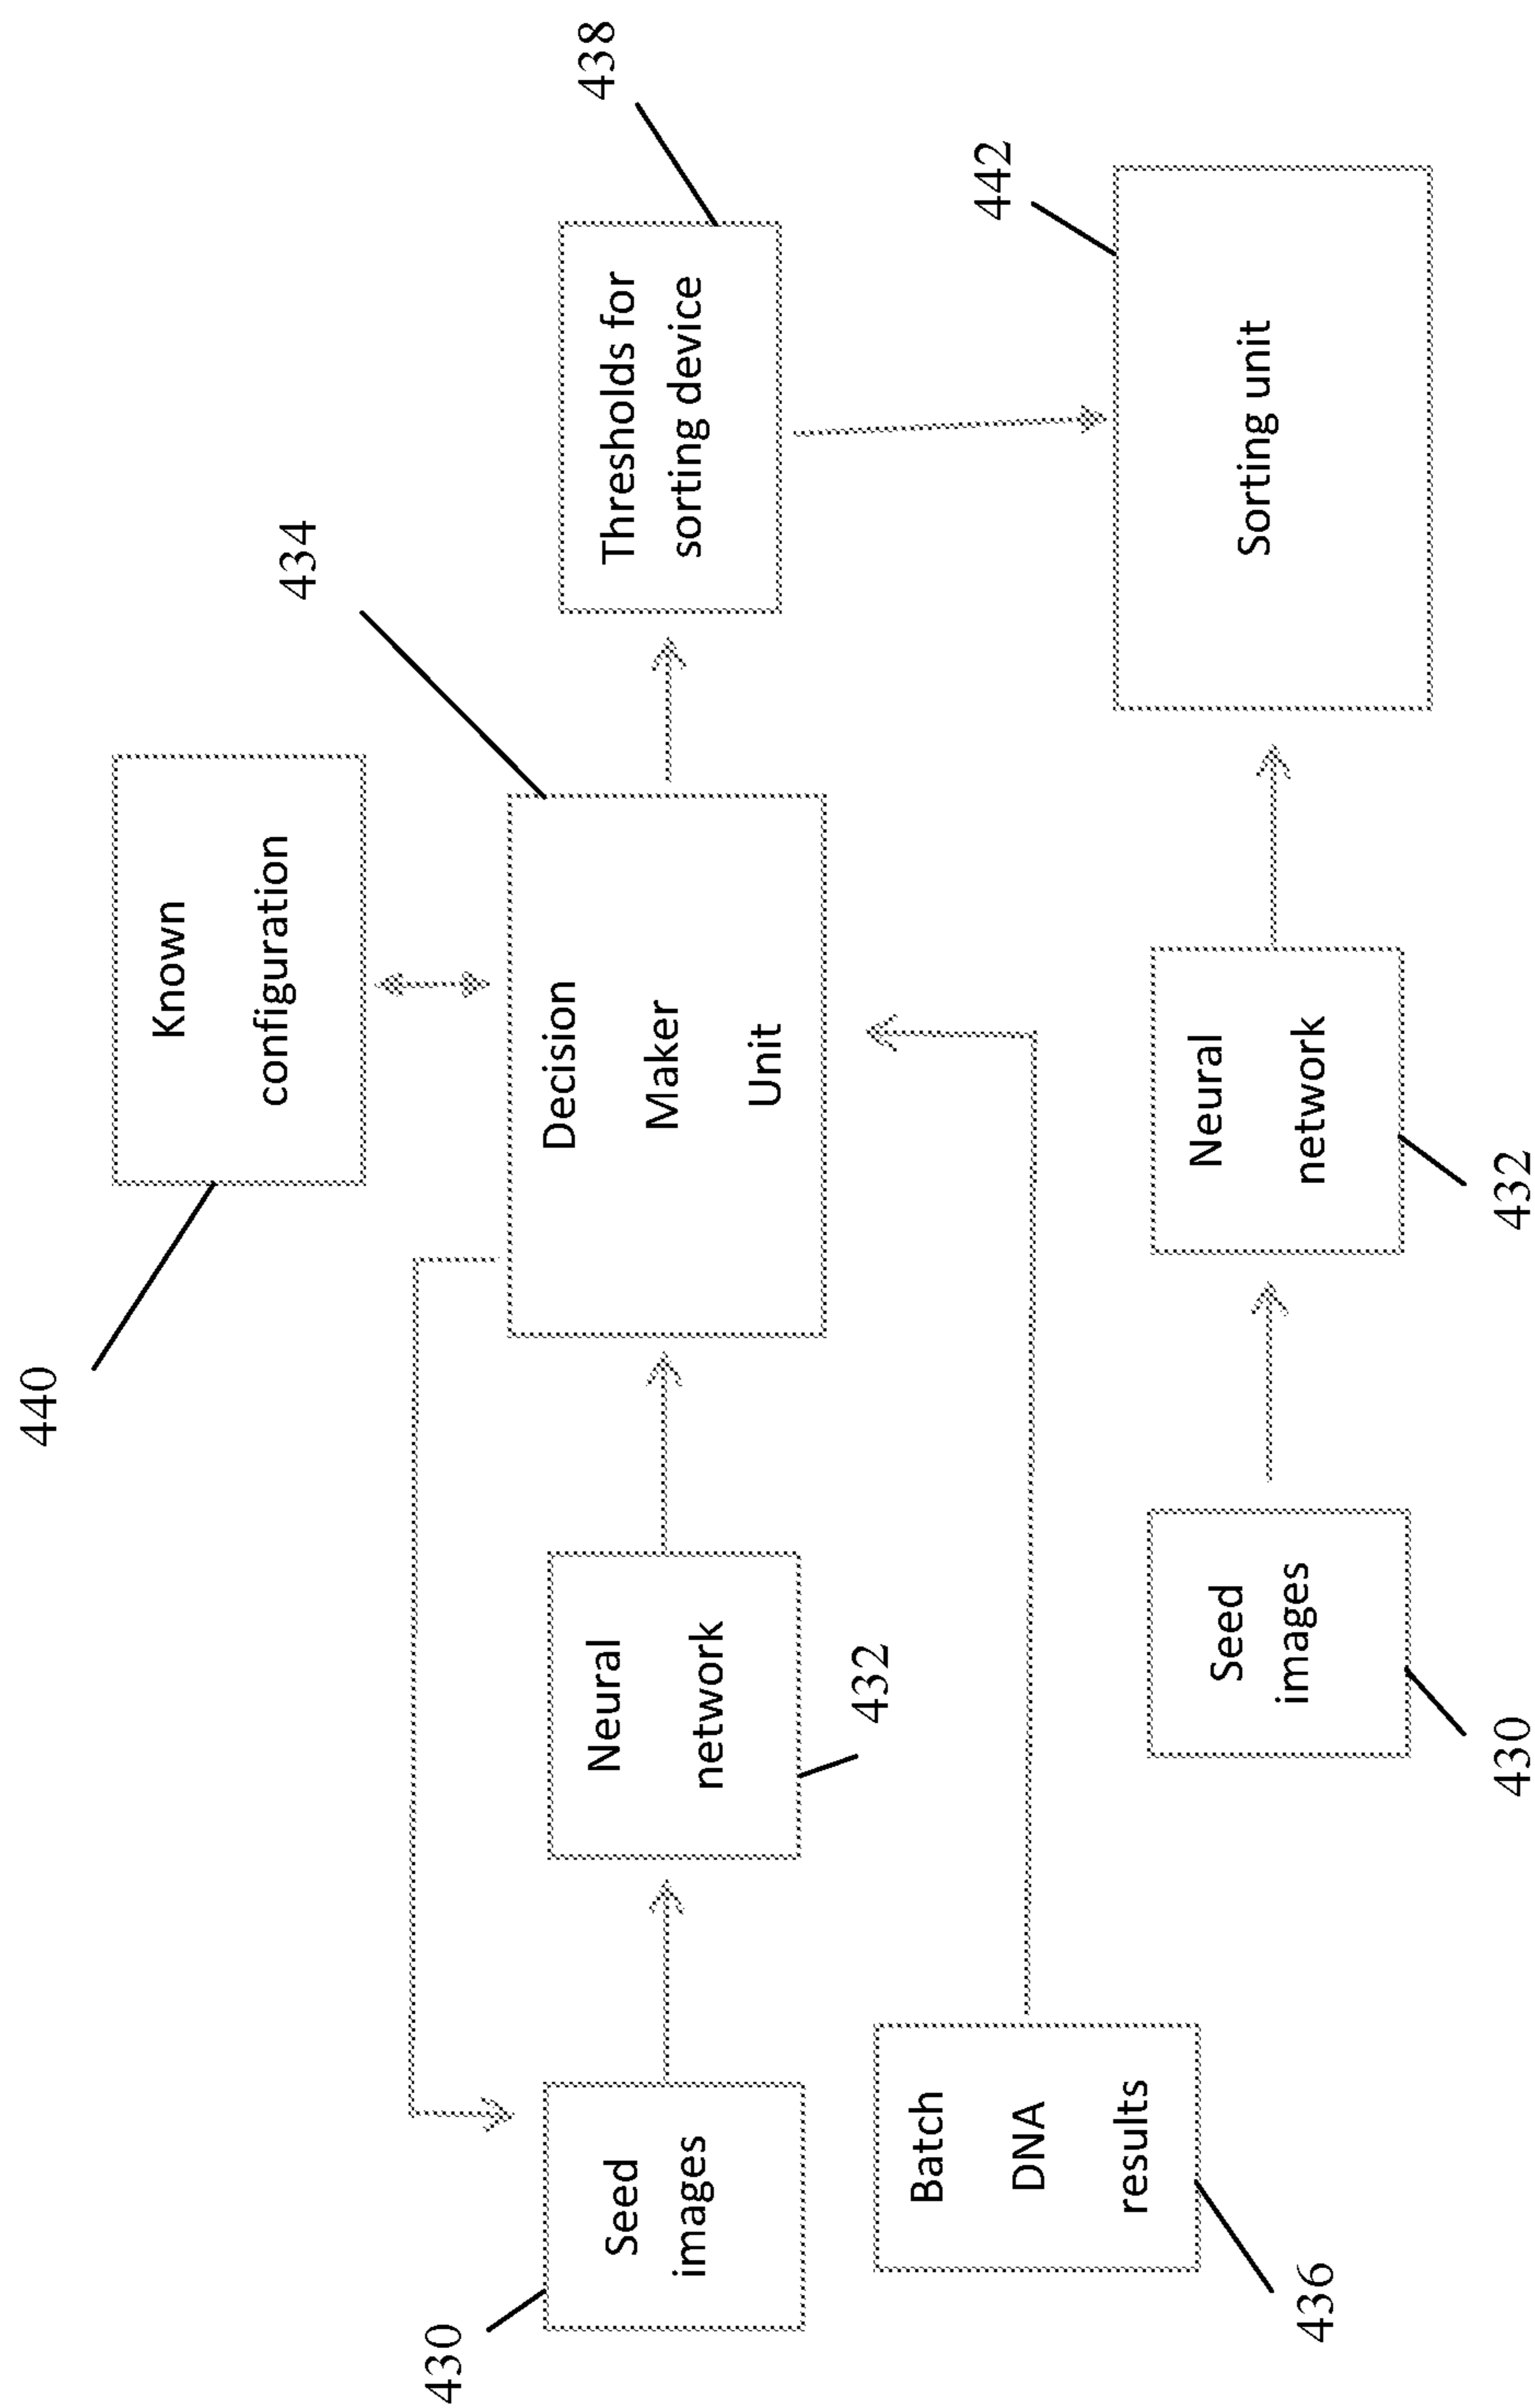 440
Known
configuration
434
438
Decision
Maker
Unit
Thresholds for
sorting device
430
Seed
images
Neural
network
432
442
436
Batch
DNA
results
430
Seed
images
Neural
network
432
Sorting unit